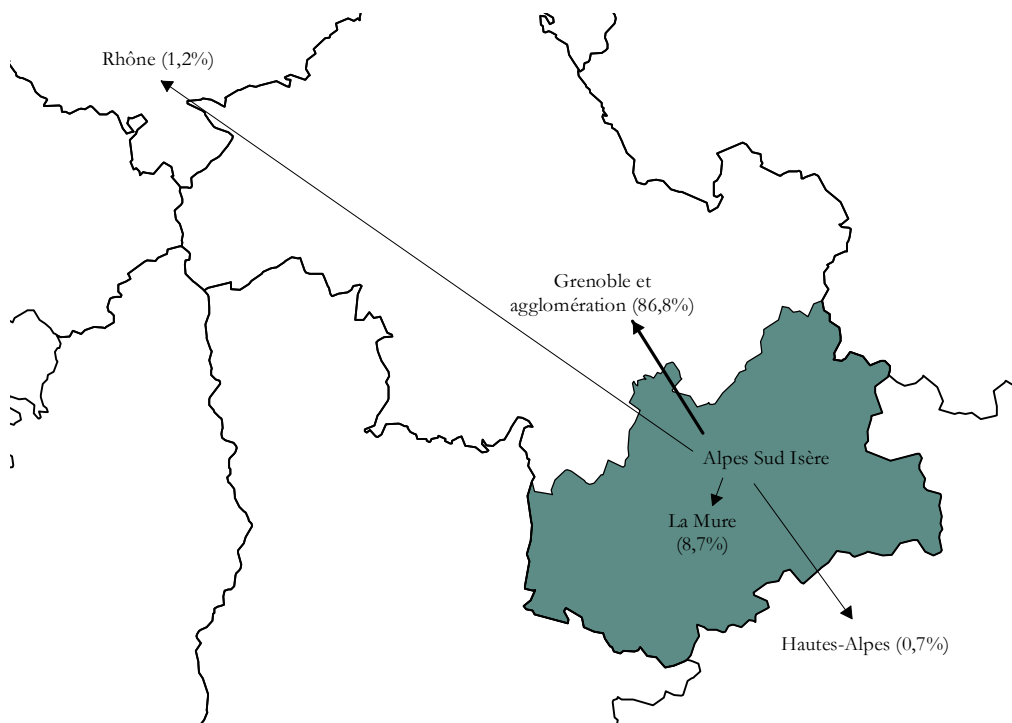 Rhône (1,2%)
Grenoble et
agglomération (86,8%)
Alpes Sud Isère
La Mure
(8,7%)
Hautes-Alpes (0,7%)